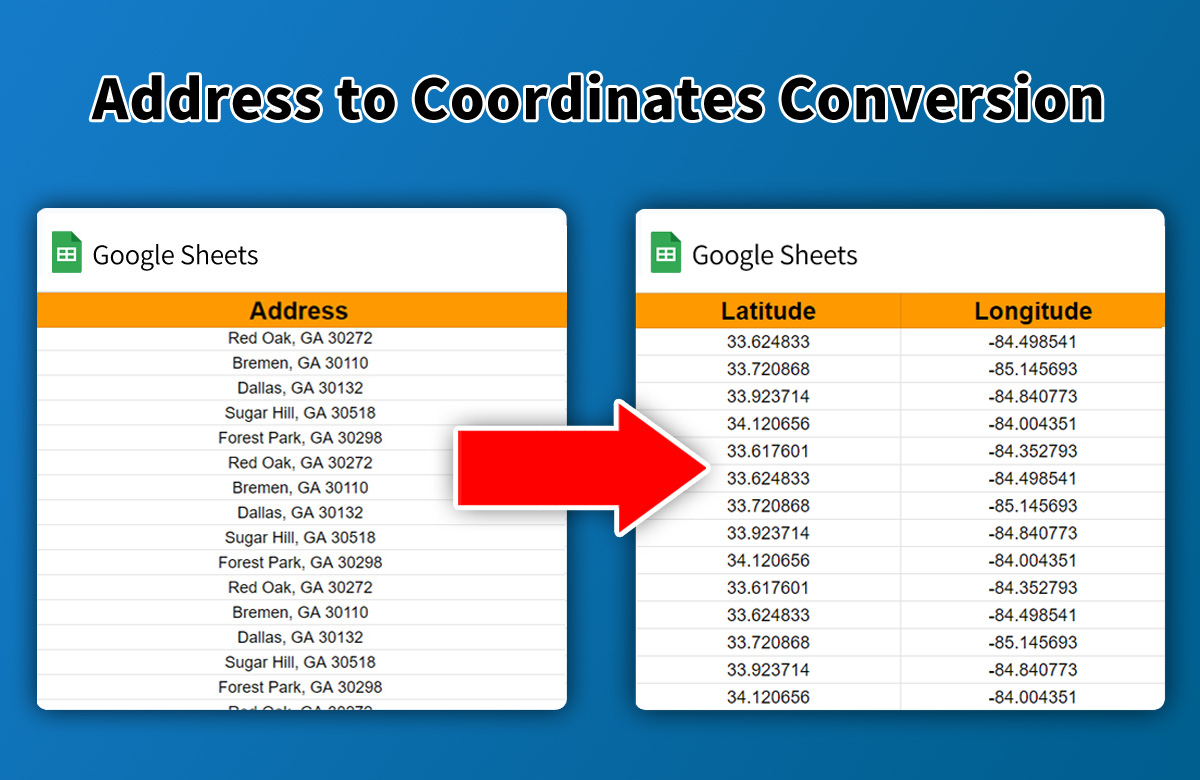 Address to Coordinates Conversion
Google Sheets
Address
Red Oak, GA 30272
Bremen, GA 30110
Dallas, GA 30132
Sugar Hill, GA 30518
Forest Park, GA 30298
Red Oak, GA 30272
Bremen, GA 30110
Dallas, GA 30132
Sugar Hill, GA 30518
Forest Park, GA 30298
Red Oak, GA 30272
Bremen, GA 30110
Dallas, GA 30132
Sugar Hill, GA 30518
Forest Park, GA 30298
Red Oak, GA 30272
Google Sheets
Latitude Longitude
33.624833 -84.498541
33.720868 -85.145693
33.923714 -84.840773
34.120656 -84.004351
33.617601 -84.352793
33.624833 -84.498541
33.720868 -85.145693
33.923714 -84.840773
34.120656 -84.004351
33.617601 -84.352793
33.624833 -84.498541
33.720868 -85.145693
33.923714 -84.840773
34.120656 -84.004351